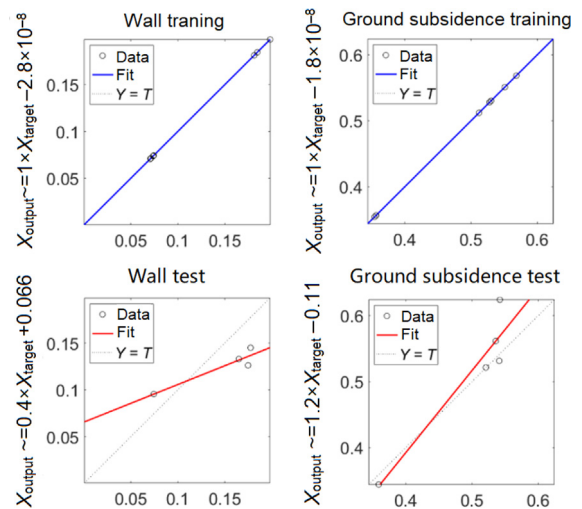 Wall traning
X_output ~=1×X_target−2.8×10⁻⁸
Data
Fit
Y = T
0.15
0.1
0.05
0.05 0.1 0.15
Ground subsidence training
X_output ~=1×X_target−1.8×10⁻⁸
Data
Fit
Y = T
0.6
0.5
0.4
0.4 0.5 0.6
Wall test
X_output ~=0.4×X_target+0.066
Data
Fit
Y = T
0.15
0.1
0.05
0.05 0.1 0.15
Ground subsidence test
X_output ~=1.2×X_target−0.11
Data
Fit
Y = T
0.6
0.5
0.4
0.4 0.5 0.6